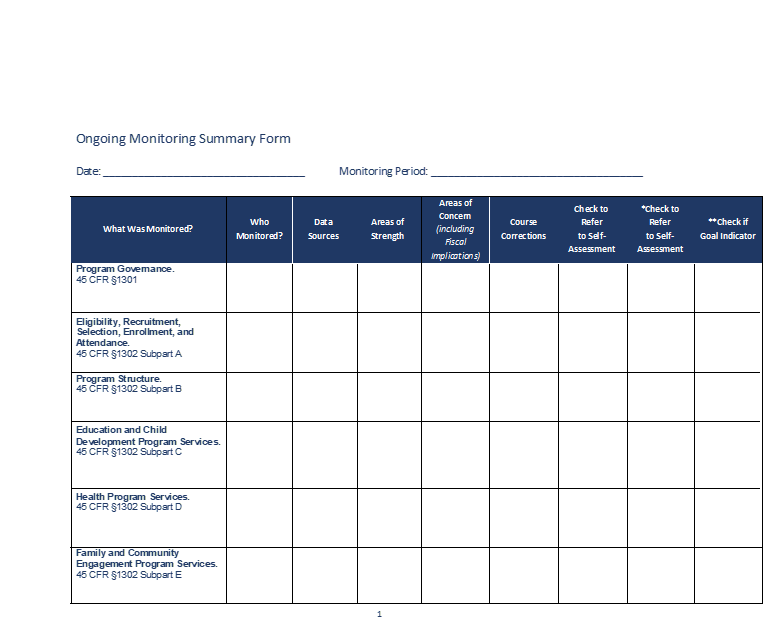 Ongoing Monitoring Summary Form
Date: ____________________________________ Monitoring Period: ______________________________________
What Was Monitored?
Who
Monitored?
Data
Sources
Areas of
Strength
Areas of
Concern
(including
Fiscal
Implications)
Course
Corrections
Check to
Refer
to Self-
Assessment
*Check to
Refer
to Self-
Assessment
**Check if
Goal Indicator
Program Governance.
45 CFR §1301
Eligibility, Recruitment,
Selection, Enrollment, and
Attendance.
45 CFR §1302 Subpart A
Program Structure.
45 CFR §1302 Subpart B
Education and Child
Development Program Services.
45 CFR §1302 Subpart C
Health Program Services.
45 CFR §1302 Subpart D
Family and Community
Engagement Program Services.
45 CFR §1302 Subpart E
1